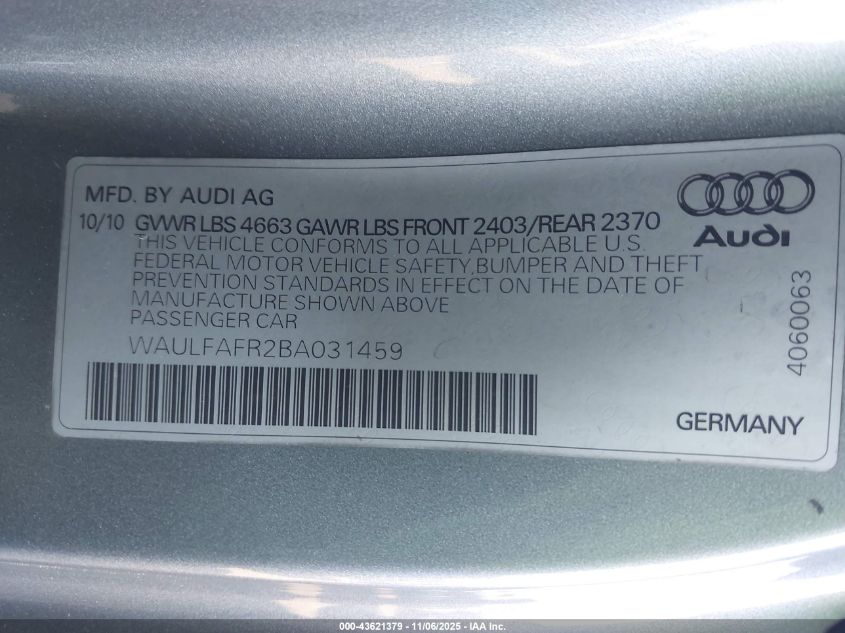 MFD. BY AUDI AG
10/10 GVWR LBS 4663 GAWR LBS FRONT 2403/REAR 2370
THIS VEHICLE CONFORMS TO ALL APPLICABLE U.S.
FEDERAL MOTOR VEHICLE SAFETY,BUMPER AND THEFT
PREVENTION STANDARDS IN EFFECT ON THE DATE OF
MANUFACTURE SHOWN ABOVE
PASSENGER CAR
WAULFAFR2BA031459
Audi
4060063
GERMANY
000-43621379 - 11/06/2025 - IAA Inc.